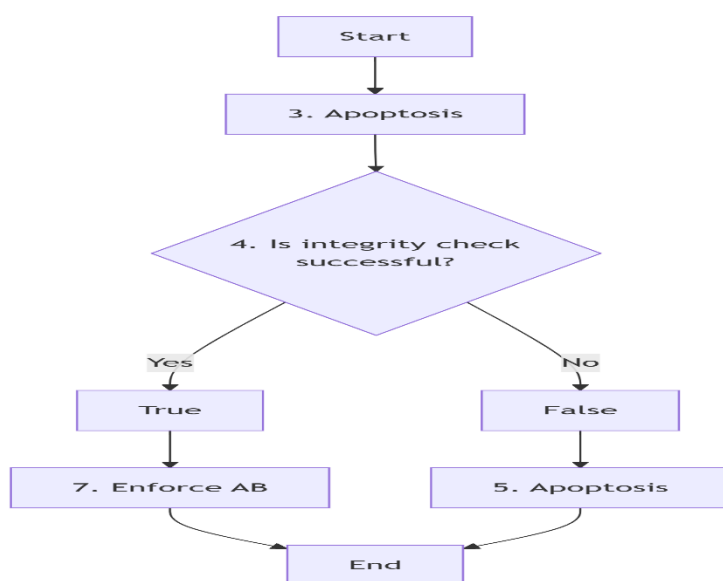 Start
3. Apoptosis
4. Is integrity check
successful?
Yes
No
True
False
7. Enforce AB
5. Apoptosis
End